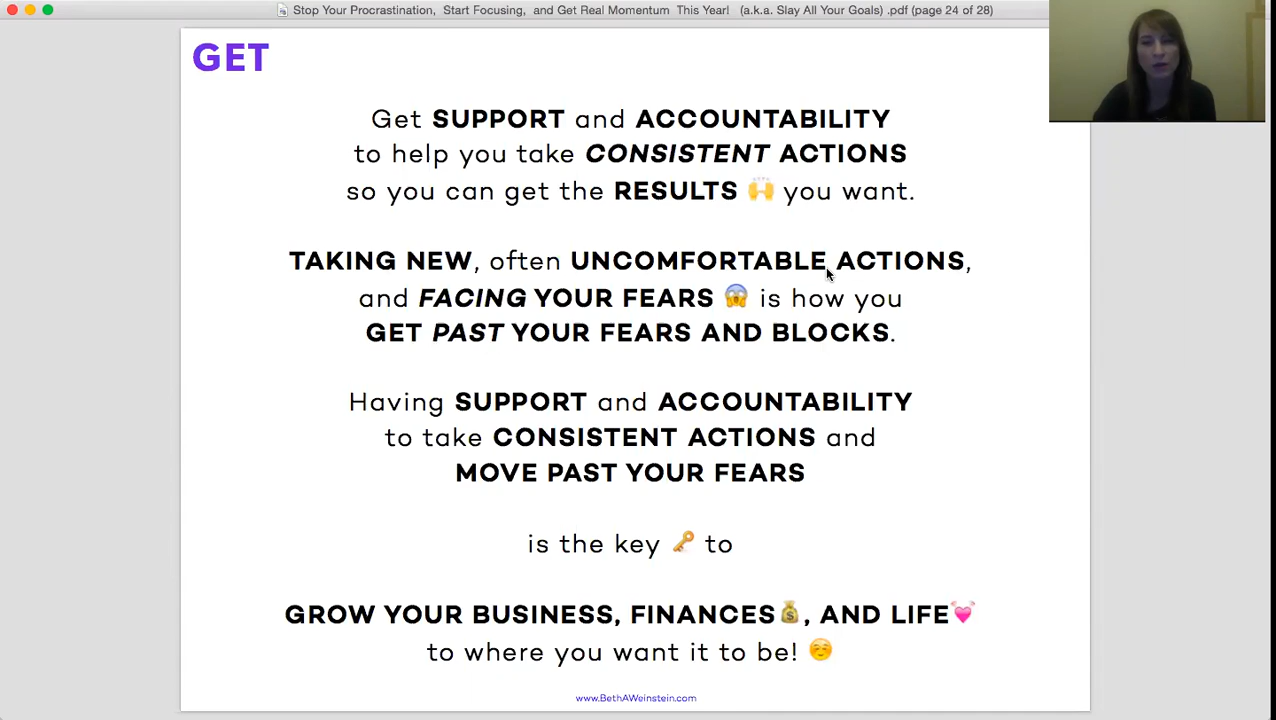 Stop Your Procrastination, Start Focusing, and Get Real Momentum This Year! (a.k.a. Slay All Your Goals) .pdf (page 24 of 28)
GET
Get SUPPORT and ACCOUNTABILITY
to help you take CONSISTENT ACTIONS
so you can get the RESULTS 🙌 you want.
TAKING NEW, often UNCOMFORTABLE ACTIONS,
and FACING YOUR FEARS 😱 is how you
GET PAST YOUR FEARS AND BLOCKS.
Having SUPPORT and ACCOUNTABILITY
to take CONSISTENT ACTIONS and
MOVE PAST YOUR FEARS
is the key 🔑 to
GROW YOUR BUSINESS, FINANCES💰, AND LIFE💓
to where you want it to be! ☺️
www.BethAWeinstein.com